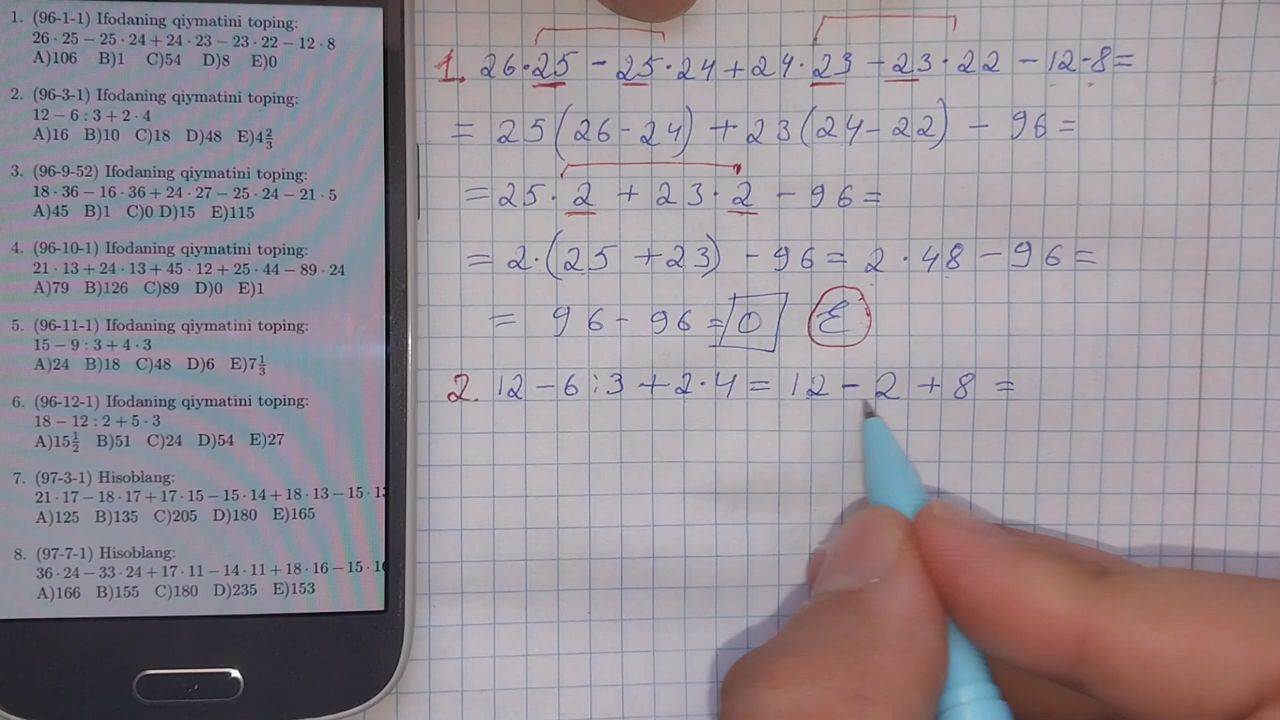 1. (96-1-1) Ifodaning qiymatini toping:
26 · 25 − 25 · 24 + 24 · 23 − 23 · 22 − 12 · 8
A)106 B)1 C)54 D)8 E)0
2. (96-3-1) Ifodaning qiymatini toping:
12 − 6 : 3 + 2 · 4
A)16 B)10 C)18 D)48 E)4 2/3
3. (96-9-52) Ifodaning qiymatini toping:
18 · 36 − 16 · 36 + 24 · 27 − 25 · 24 − 21 · 5
A)45 B)1 C)0 D)15 E)115
4. (96-10-1) Ifodaning qiymatini toping:
21 · 13 + 24 · 13 + 45 · 12 + 25 · 44 − 89 · 24
A)79 B)126 C)89 D)0 E)1
5. (96-11-1) Ifodaning qiymatini toping:
15 − 9 : 3 + 4 · 3
A)24 B)18 C)48 D)6 E)7 1/3
6. (96-12-1) Ifodaning qiymatini toping:
18 − 12 : 2 + 5 · 3
A)15 1/2 B)51 C)24 D)54 E)27
7. (97-3-1) Hisoblang:
21 · 17 − 18 · 17 + 17 · 15 − 15 · 14 + 18 · 13 − 15 ·
A)125 B)135 C)205 D)180 E)165
8. (97-7-1) Hisoblang:
36 · 24 − 33 · 24 + 17 · 11 − 14 · 11 + 18 · 16 − 15 ·
A)166 B)155 C)180 D)235 E)153
1. 26 · 25 − 25 · 24 + 24 · 23 − 23 · 22 − 12 · 8 =
= 25(26 − 24) + 23(24 − 22) − 96 =
= 25 · 2 + 23 · 2 − 96 =
= 2 · (25 + 23) − 96 = 2 · 48 − 96 =
= 96 − 96 = 0 E
2. 12 − 6 : 3 + 2 · 4 = 12 − 2 + 8 =